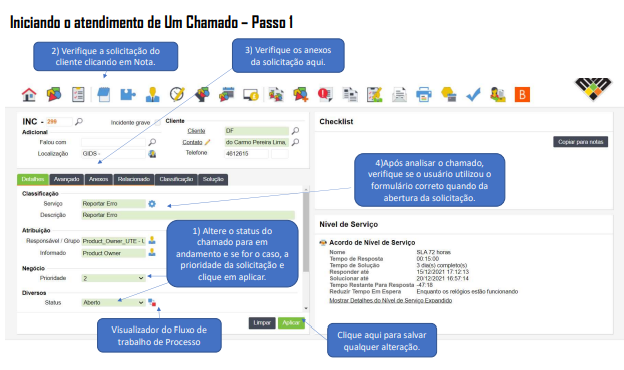 Iniciando o atendimento de Um Chamado – Passo 1
2) Verifique a solicitação do
cliente clicando em Nota.
3) Verifique os anexos
da solicitação aqui.
B
INC - 299
Incidente grave
Cliente
Adicional
Cliente
DF
Falou com
Contato
do Carmo Pereira Lima,
Localização
GIDS -
Telefone
4612615
Checklist
Copiar para notas
4)Após analisar o chamado,
verifique se o usuário utilizou o
formulário correto quando da
abertura da solicitação.
Detalhes
Avançado
Anexos
Relacionado
Classificação
Solução
Classificação
Serviço
Reportar Erro
Descrição
Reportar Erro
Atribuição
Responsável / Grupo
Product_Owner_UTE - L
Informado
Product Owner
Negócio
Prioridade
2
Diversos
Status
Aberto
1) Altere o status do
chamado para em
andamento e se for o caso, a
prioridade da solicitação e
clique em aplicar.
Nível de Serviço
Acordo de Nível de Serviço
Nome SLA 72 horas
Tempo de Resposta 00:15:00
Tempo de Solução 3 dia(s) completo(s)
Responder até 15/12/2021 17:12:13
Solucionar até 20/12/2021 16:57:14
Tempo Restante Para Resposta -47:18
Reduzir Tempo Em Espera Enquanto os relógios estão funcionando
Mostrar Detalhes do Nível de Serviço Expandido
Limpar
Aplicar
Visualizador do Fluxo de
trabalho de Processo
Clique aqui para salvar
qualquer alteração.